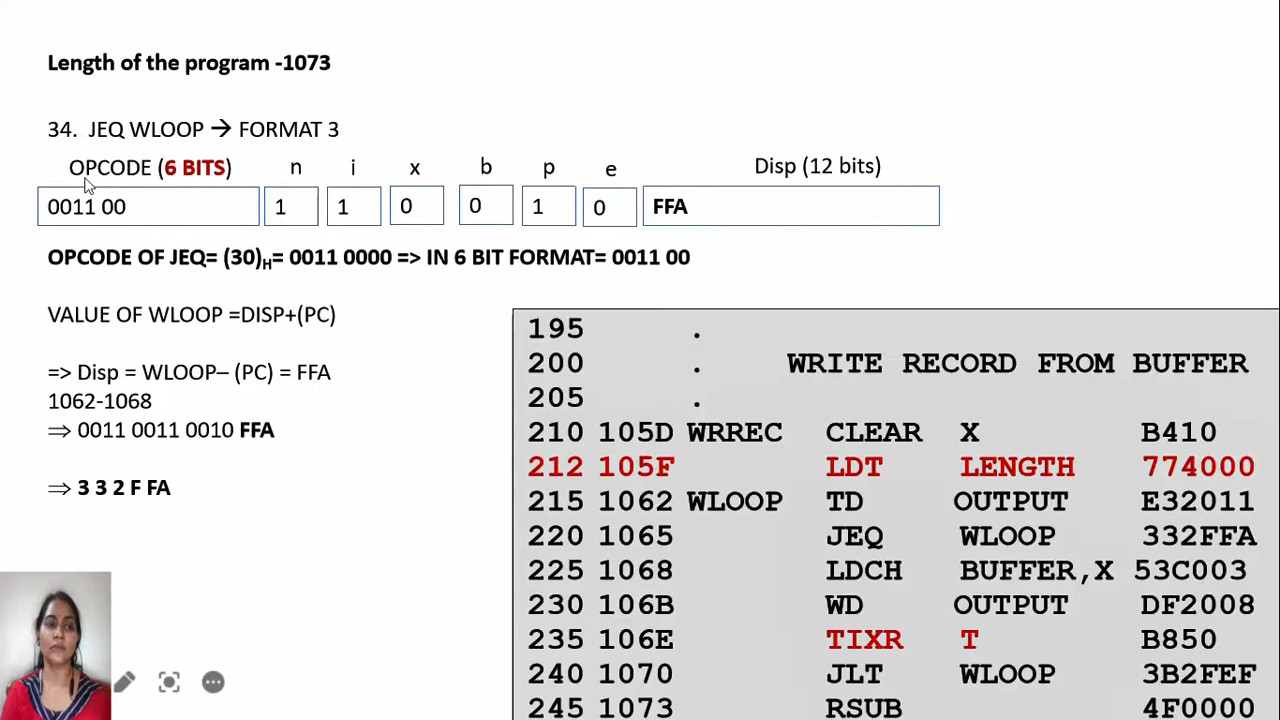 Length of the program -1073
34. JEQ WLOOP → FORMAT 3
OPCODE (6 BITS) n i x b p e Disp (12 bits)
0011 00 1 1 0 0 1 0 FFA
OPCODE OF JEQ= (30)H= 0011 0000 => IN 6 BIT FORMAT= 0011 00
VALUE OF WLOOP =DISP+(PC)
=> Disp = WLOOP– (PC) = FFA
1062-1068
⇒ 0011 0011 0010 FFA
⇒ 3 3 2 F FA
195 .
200 . WRITE RECORD FROM BUFFER
205 .
210 105D WRREC CLEAR X B410
212 105F LDT LENGTH 774000
215 1062 WLOOP TD OUTPUT E32011
220 1065 JEQ WLOOP 332FFA
225 1068 LDCH BUFFER,X 53C003
230 106B WD OUTPUT DF2008
235 106E TIXR T B850
240 1070 JLT WLOOP 3B2FEF
245 1073 RSUB 4F0000